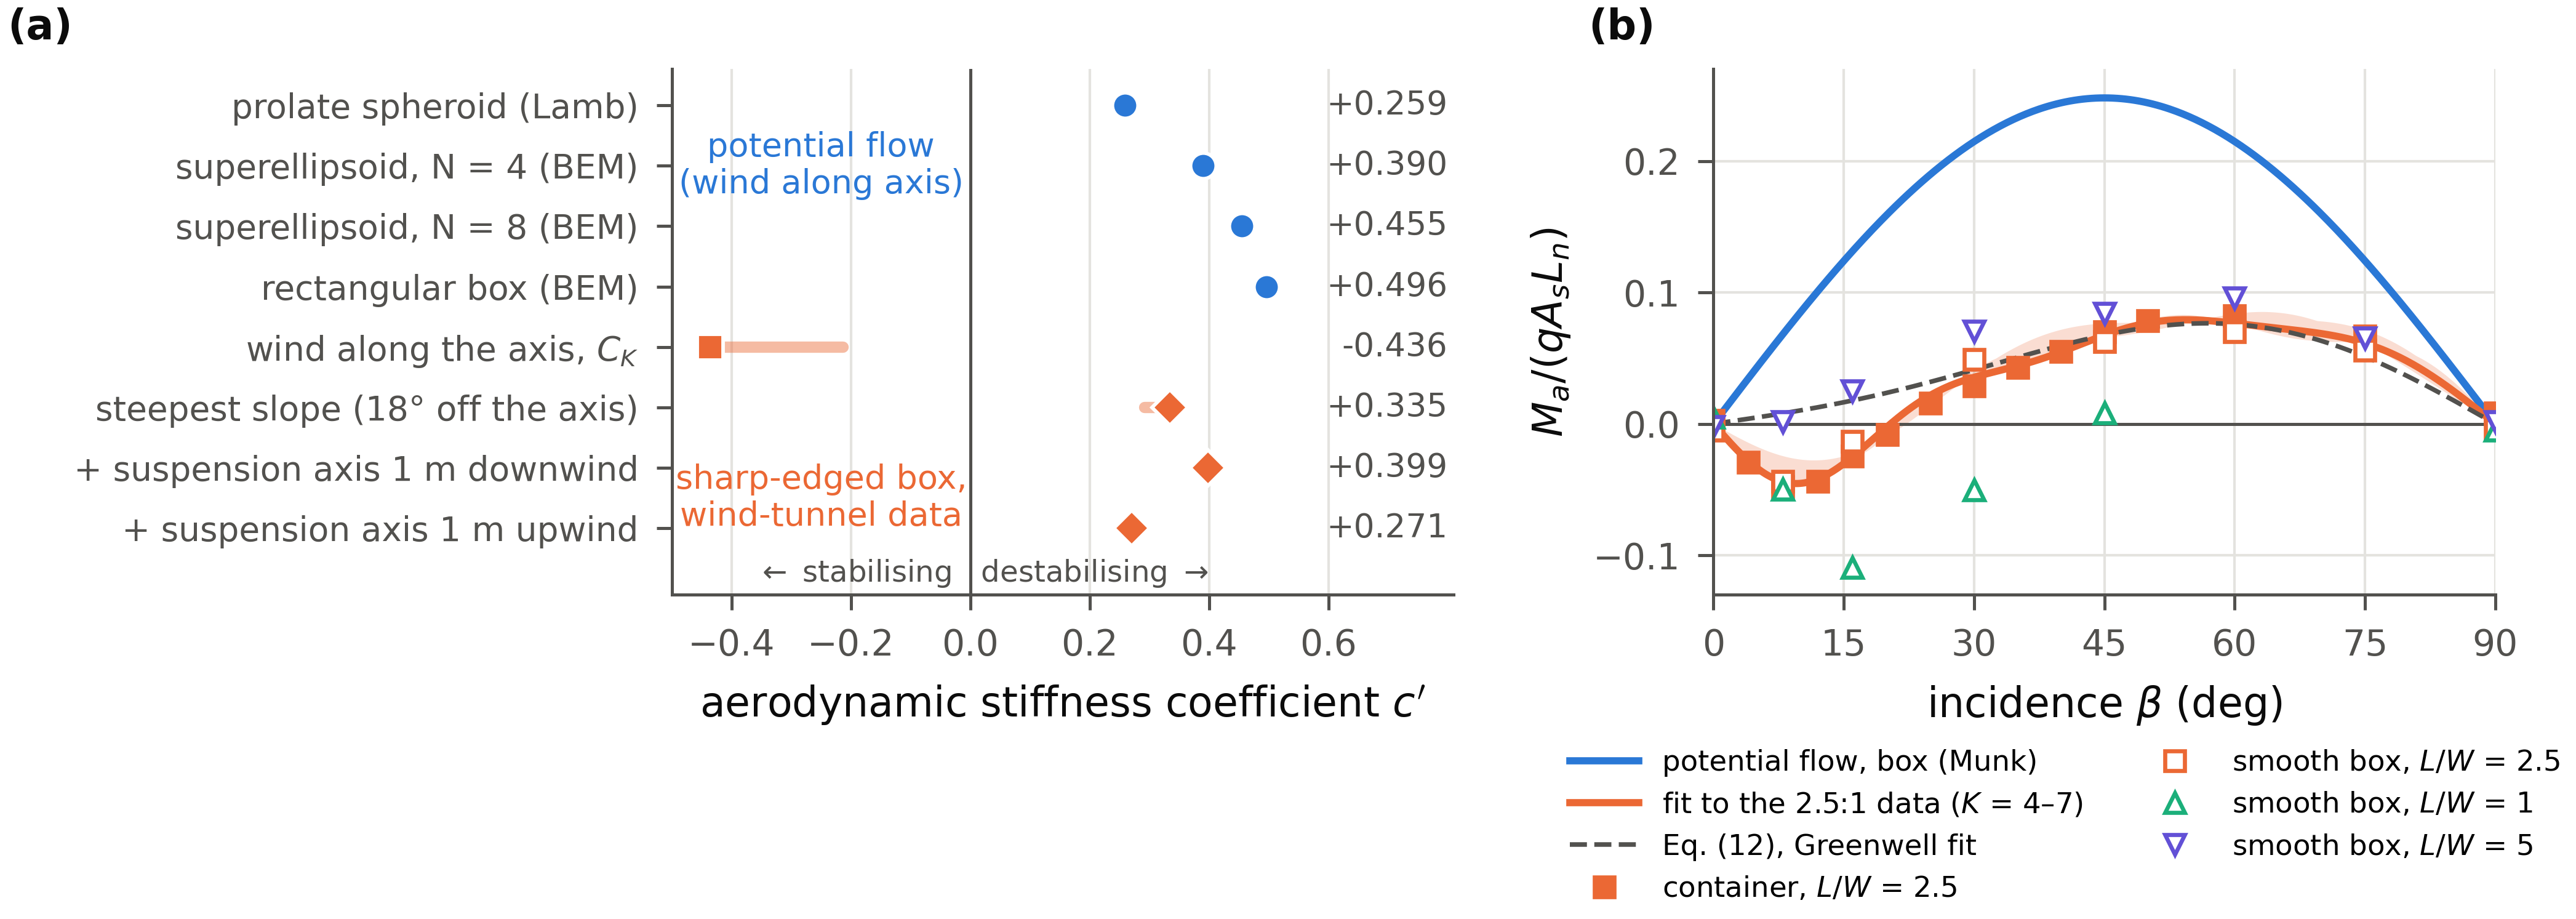 (a)
prolate spheroid (Lamb)
superellipsoid, N = 4 (BEM)
superellipsoid, N = 8 (BEM)
rectangular box (BEM)
wind along the axis, C_K
steepest slope (18° off the axis)
+ suspension axis 1 m downwind
+ suspension axis 1 m upwind
potential flow
(wind along axis)
sharp-edged box,
wind-tunnel data
← stabilising
destabilising →
+0.259
+0.390
+0.455
+0.496
-0.436
+0.335
+0.399
+0.271
−0.4 −0.2 0.0 0.2 0.4 0.6
aerodynamic stiffness coefficient c′
(b)
M_a/(qA_sL_n)
0.2
0.1
0.0
−0.1
0 15 30 45 60 75 90
incidence β (deg)
potential flow, box (Munk)
fit to the 2.5:1 data (K = 4–7)
Eq. (12), Greenwell fit
container, L/W = 2.5
smooth box, L/W = 2.5
smooth box, L/W = 1
smooth box, L/W = 5